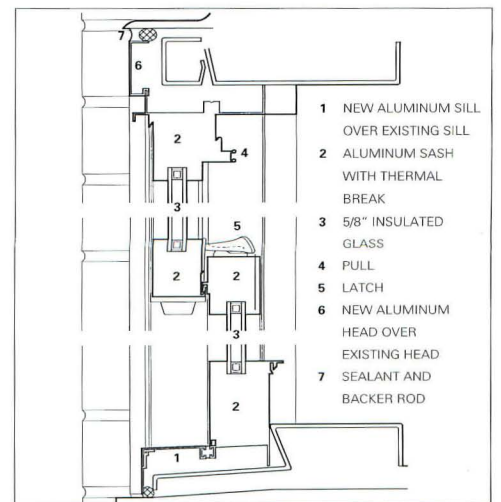 7
6
2
4
3
5
2
2
3
2
1
1 NEW ALUMINUM SILL
OVER EXISTING SILL
2 ALUMINUM SASH
WITH THERMAL
BREAK
3 5/8" INSULATED
GLASS
4 PULL
5 LATCH
6 NEW ALUMINUM
HEAD OVER
EXISTING HEAD
7 SEALANT AND
BACKER ROD